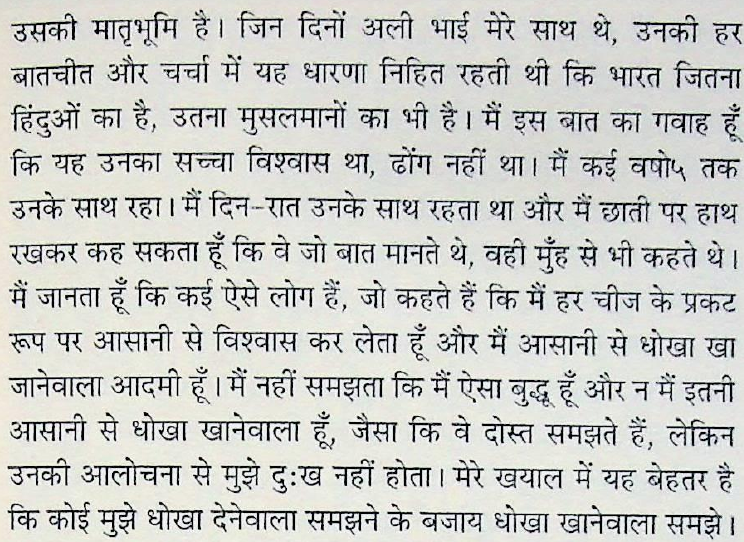 उसकी मातृभूमि है। जिन दिनों अली भाई मेरे साथ थे, उनकी हर
बातचीत और चर्चा में यह धारणा निहित रहती थी कि भारत जितना
हिंदुओं का है, उतना मुसलमानों का भी है। मैं इस बात का गवाह हूँ
कि यह उनका सच्चा विश्वास था, ढोंग नहीं था। मैं कई वषो५ तक
उनके साथ रहा। मैं दिन-रात उनके साथ रहता था और मैं छाती पर हाथ
रखकर कह सकता हूँ कि वे जो बात मानते थे, वही मुँह से भी कहते थे।
मैं जानता हूँ कि कई ऐसे लोग हैं, जो कहते हैं कि मैं हर चीज के प्रकट
रूप पर आसानी से विश्वास कर लेता हूँ और मैं आसानी से धोखा खा
जानेवाला आदमी हूँ। मैं नहीं समझता कि मैं ऐसा बुद्धू हूँ और न मैं इतनी
आसानी से धोखा खानेवाला हूँ, जैसा कि वे दोस्त समझते हैं, लेकिन
उनकी आलोचना से मुझे दु:ख नहीं होता। मेरे खयाल में यह बेहतर है
कि कोई मुझे धोखा देनेवाला समझने के बजाय धोखा खानेवाला समझे।